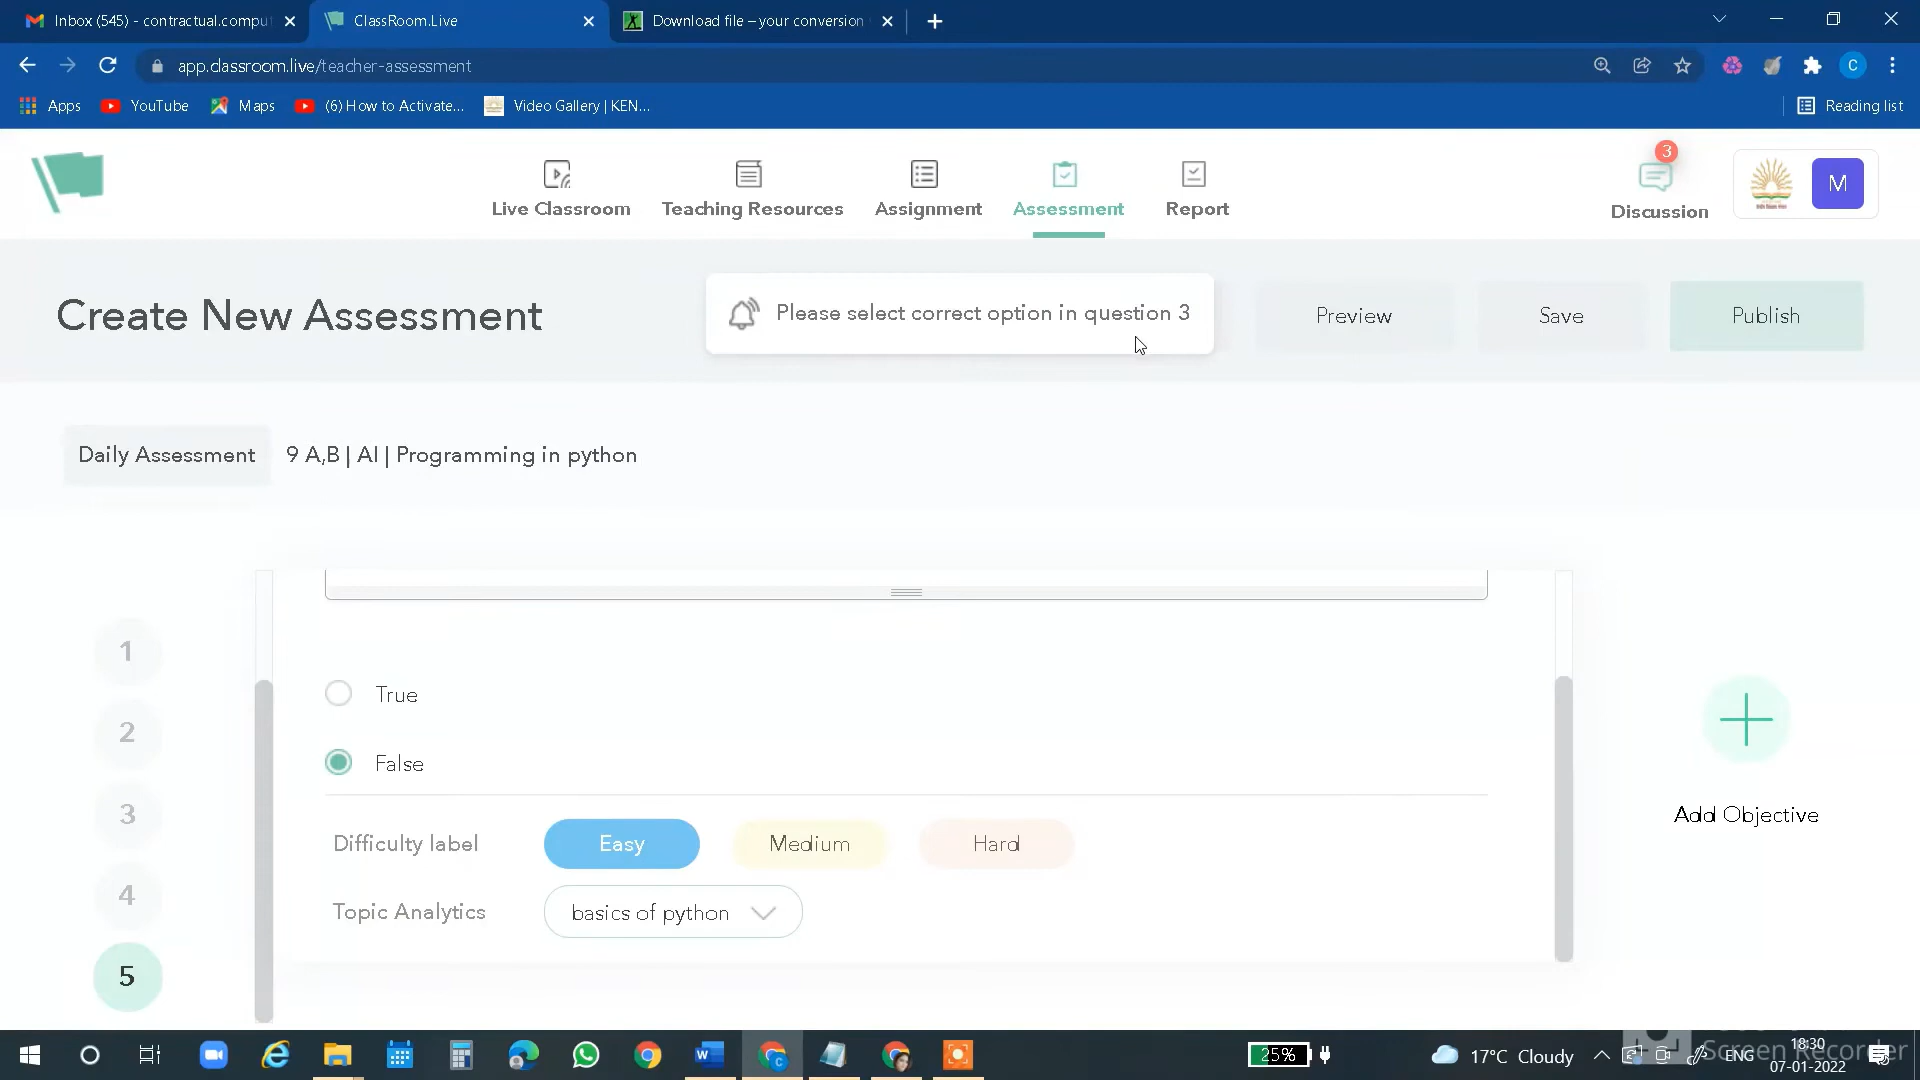 Inbox (545) - contractual.compu
ClassRoom.Live
Download file – your conversion
app.classroom.live/teacher-assessment
C
Apps
YouTube
Maps
(6) How to Activate...
Video Gallery | KEN...
Reading list
Live Classroom
Teaching Resources
Assignment
Assessment
Report
3
Discussion
M
Create New Assessment
Please select correct option in question 3
Preview
Save
Publish
Daily Assessment
9 A,B | AI | Programming in python
1
2
3
4
5
True
False
Difficulty label
Easy
Medium
Hard
Topic Analytics
basics of python
Add Objective
25%
17°C Cloudy
ENG
18:30
07-01-2022
Screen Recorder